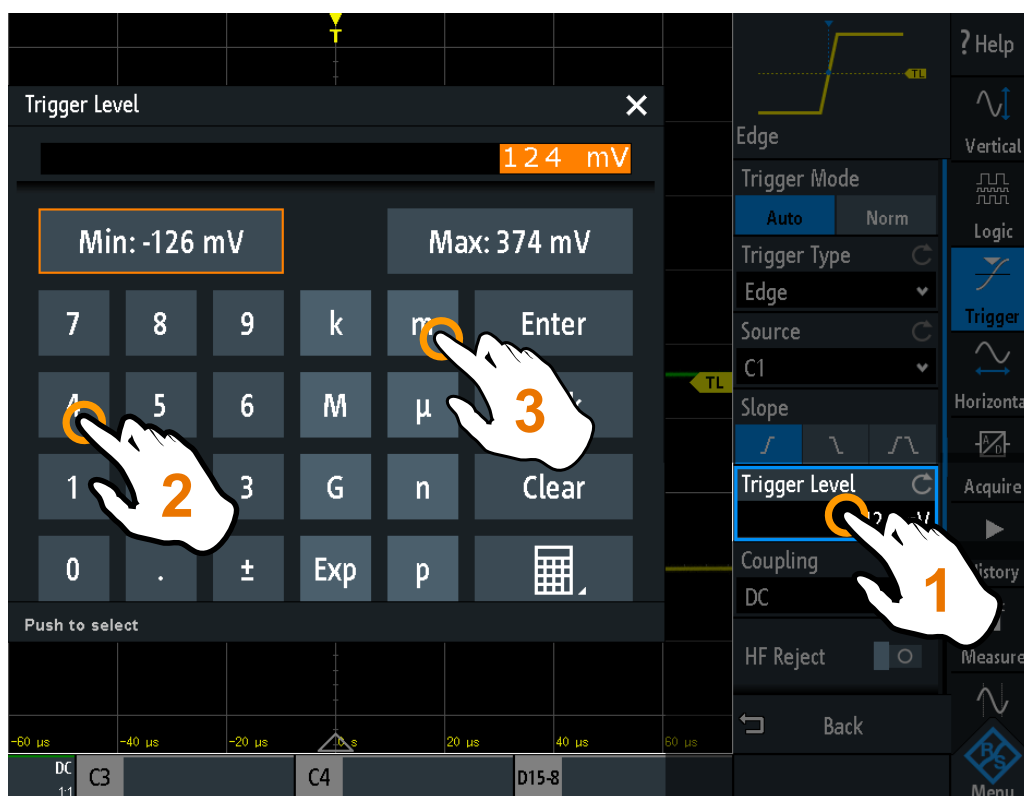 T
? Help
TL
Trigger Level
Edge
Vertical
124 mV
Trigger Mode
Auto Norm
Logic
Min: -126 mV Max: 374 mV
Trigger Type
Edge
Trigger
7 8 9 k m Enter
Source
C1
TL
4 5 6 M µ
3
Horizonta
Slope
1 2 3 G n Clear
Trigger Level
Acquire
Coupling
0 . ± Exp p
DC
1
Push to select
HF Reject
Measure
Back
-60 µs -40 µs -20 µs 0 s 20 µs 40 µs 60 µs
DC
1:1
C3 C4 D15-8
R&S
Menu